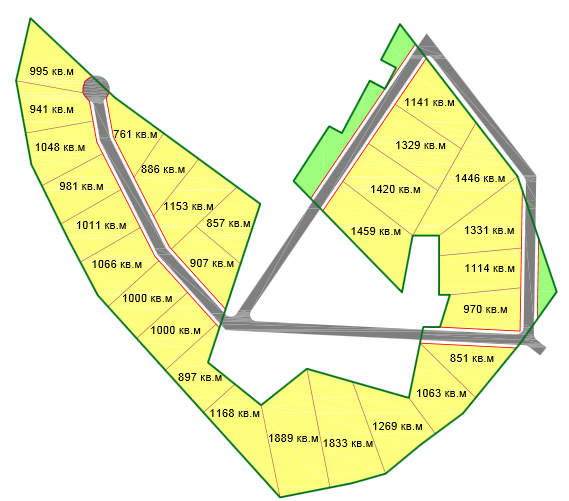 995 кв.м
941 кв.м
1048 кв.м
981 кв.м
1011 кв.м
1066 кв.м
1000 кв.м
1000 кв.м
897 кв.м
1168 кв.м
761 кв.м
886 кв.м
1153 кв.м
857 кв.м
907 кв.м
1141 кв.м
1329 кв.м
1420 кв.м
1459 кв.м
1446 кв.м
1331 кв.м
1114 кв.м
970 кв.м
851 кв.м
1063 кв.м
1269 кв.м
1833 кв.м
1889 кв.м